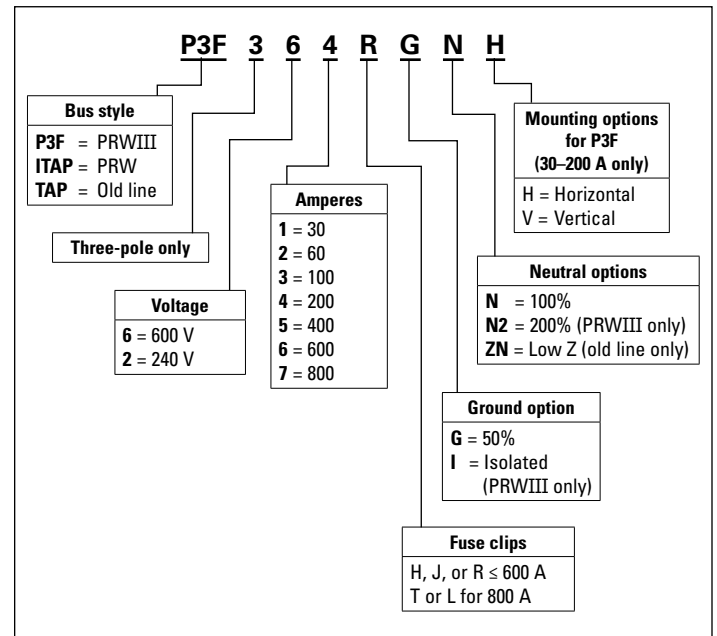 P3F 3 6 4 R G N H
Bus style
P3F = PRWIII
ITAP = PRW
TAP = Old line
Three-pole only
Voltage
6 = 600 V
2 = 240 V
Amperes
1 = 30
2 = 60
3 = 100
4 = 200
5 = 400
6 = 600
7 = 800
Mounting options
for P3F
(30–200 A only)
H = Horizontal
V = Vertical
Neutral options
N = 100%
N2 = 200% (PRWIII only)
ZN = Low Z (old line only)
Ground option
G = 50%
I = Isolated
(PRWIII only)
Fuse clips
H, J, or R ≤ 600 A
T or L for 800 A